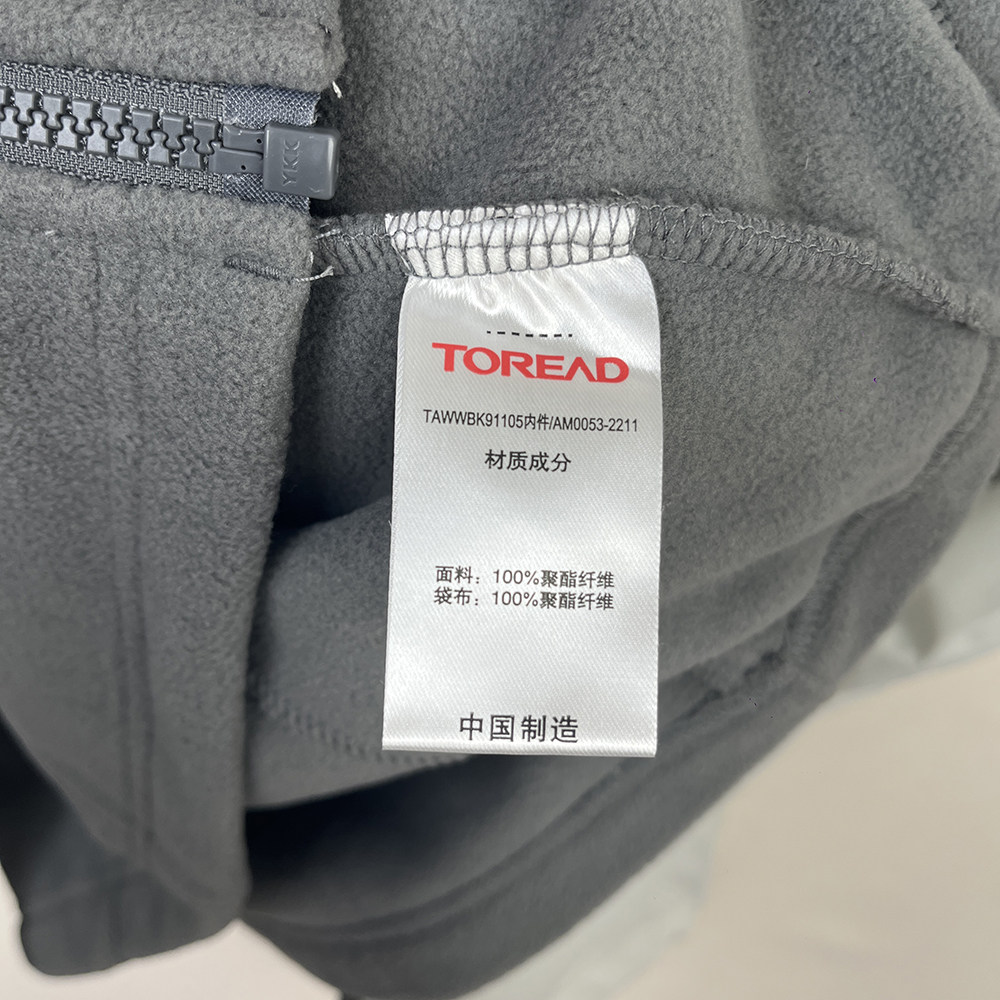 YKK
TOREAD
TAWWBK91105内件/AM0053-2211
材质成分
面料：100%聚酯纤维
袋布：100%聚酯纤维
中国制造